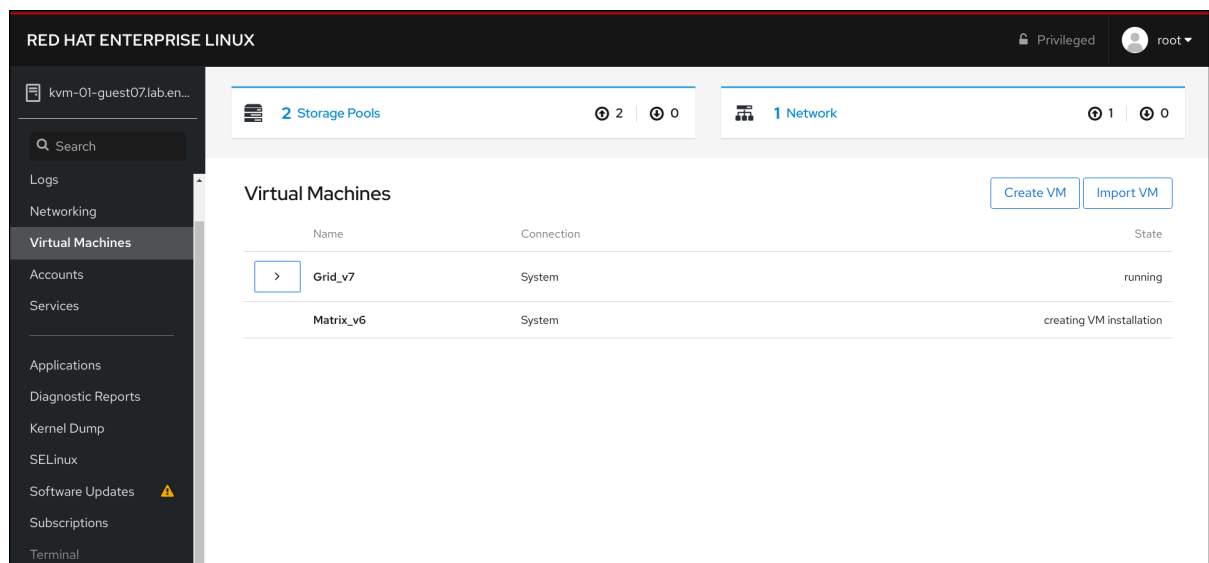 RED HAT ENTERPRISE LINUX
Privileged
root
kvm-01-guest07.lab.en...
Search
Logs
Networking
Virtual Machines
Accounts
Services
Applications
Diagnostic Reports
Kernel Dump
SELinux
Software Updates
Subscriptions
Terminal
2 Storage Pools
2
0
1 Network
1
0
Virtual Machines
Create VM
Import VM
Name Connection State
Grid_v7 System running
Matrix_v6 System creating VM installation